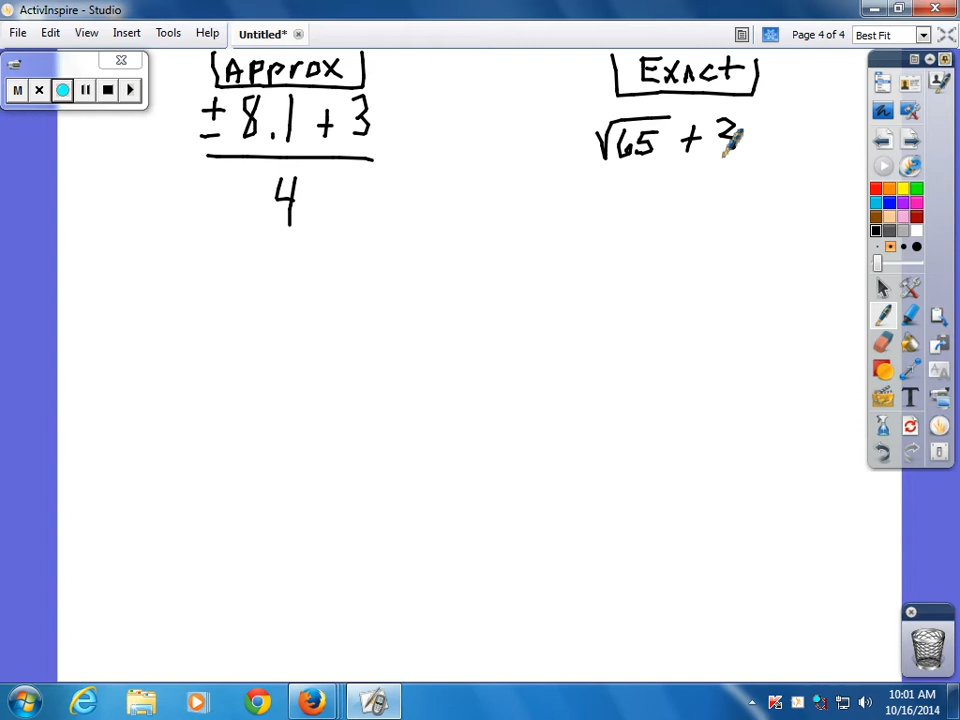 ActivInspire - Studio
File Edit View Insert Tools Help Untitled* Page 4 of 4 Best Fit
M
Approx
± 8.1 + 3
4
Exact
√65 + 3
T
10:01 AM
10/16/2014